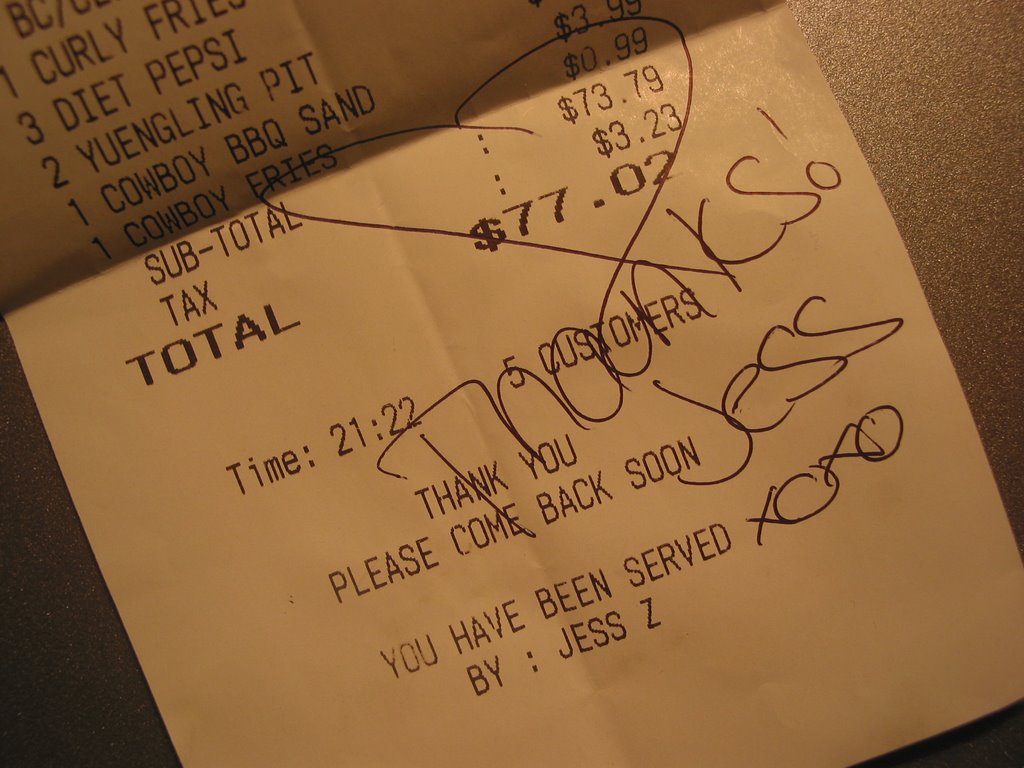 BC/
1 CURLY FRIES
3 DIET PEPSI
2 YUENGLING PIT
1 COWBOY BBQ SAND $3.99
1 COWBOY FRIES $0.99
SUB-TOTAL : $73.79
TAX : $3.23
TOTAL $77.02
Time: 21:22 5 CUSTOMERS
THANK YOU
PLEASE COME BACK SOON
YOU HAVE BEEN SERVED
BY : JESS Z
Thanks!
Jess
xoxo